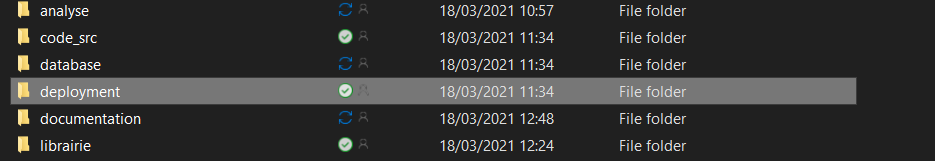 analyse 18/03/2021 10:57 File folder
code_src 18/03/2021 11:34 File folder
database 18/03/2021 11:34 File folder
deployment 18/03/2021 11:34 File folder
documentation 18/03/2021 12:48 File folder
librairie 18/03/2021 12:24 File folder